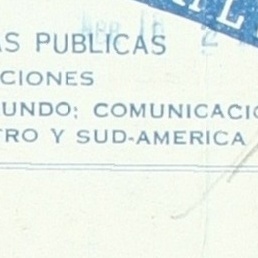 AS PUBLICAS
CIONES
UNDO: COMUNICACIO
TRO Y SUD-AMERICA